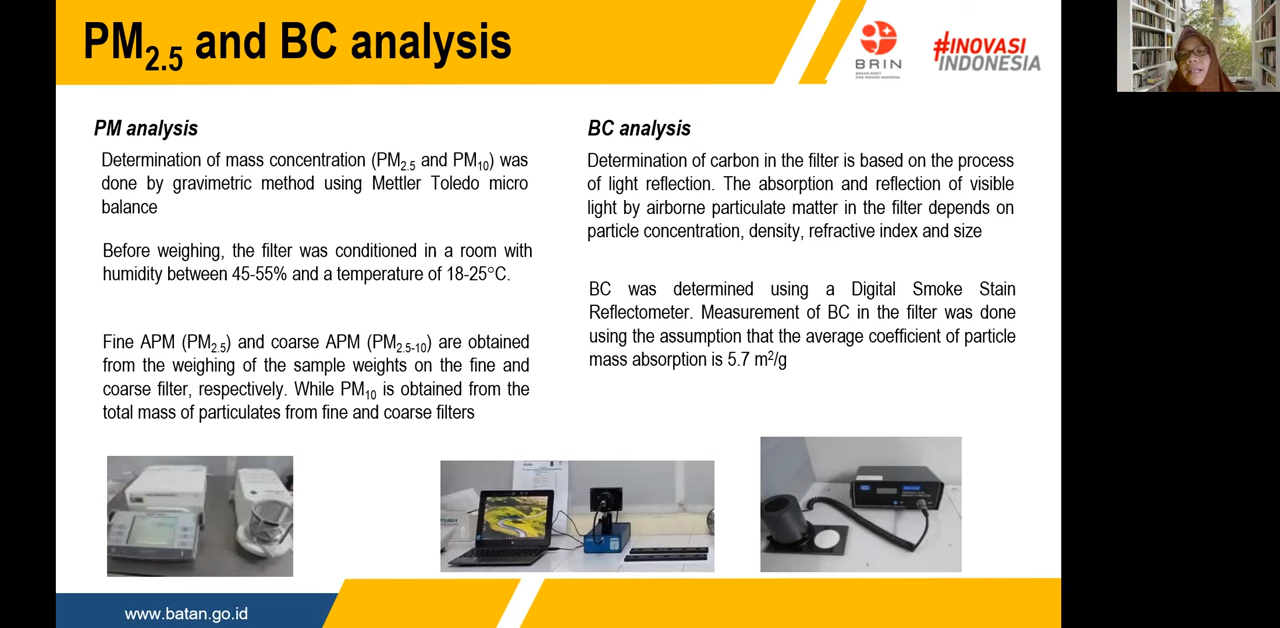 PM2.5 and BC analysis
BRIN
BADAN RISET
DAN INOVASI NASIONAL
#INOVASI
INDONESIA
PM analysis
Determination of mass concentration (PM2.5 and PM10) was
done by gravimetric method using Mettler Toledo micro
balance
Before weighing, the filter was conditioned in a room with
humidity between 45-55% and a temperature of 18-25°C.
Fine APM (PM2.5) and coarse APM (PM2.5-10) are obtained
from the weighing of the sample weights on the fine and
coarse filter, respectively. While PM10 is obtained from the
total mass of particulates from fine and coarse filters
BC analysis
Determination of carbon in the filter is based on the process
of light reflection. The absorption and reflection of visible
light by airborne particulate matter in the filter depends on
particle concentration, density, refractive index and size
BC was determined using a Digital Smoke Stain
Reflectometer. Measurement of BC in the filter was done
using the assumption that the average coefficient of particle
mass absorption is 5.7 m2/g
www.batan.go.id